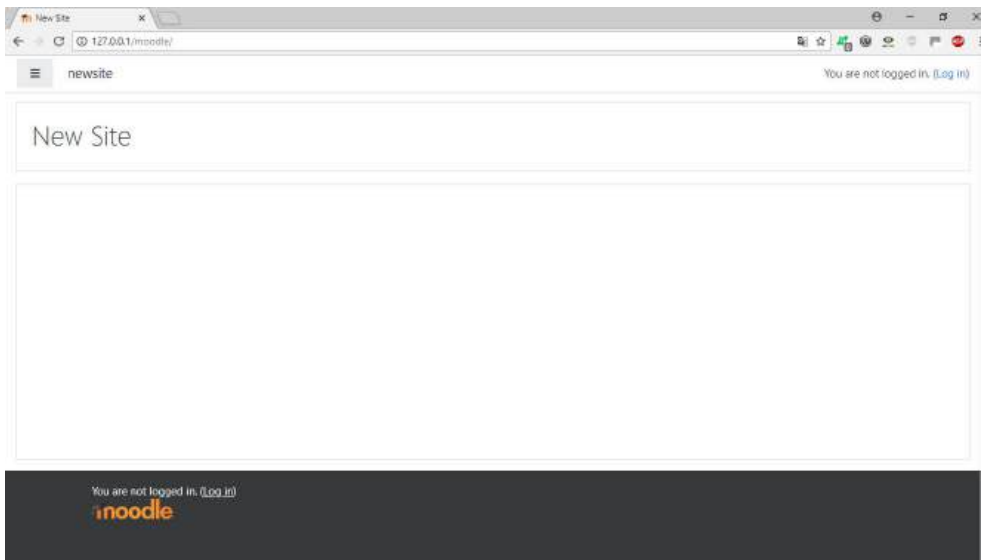 New Site
127.0.0.1/moodle/
newsite
You are not logged in. (Log in)
New Site
You are not logged in. (Log in)
moodle